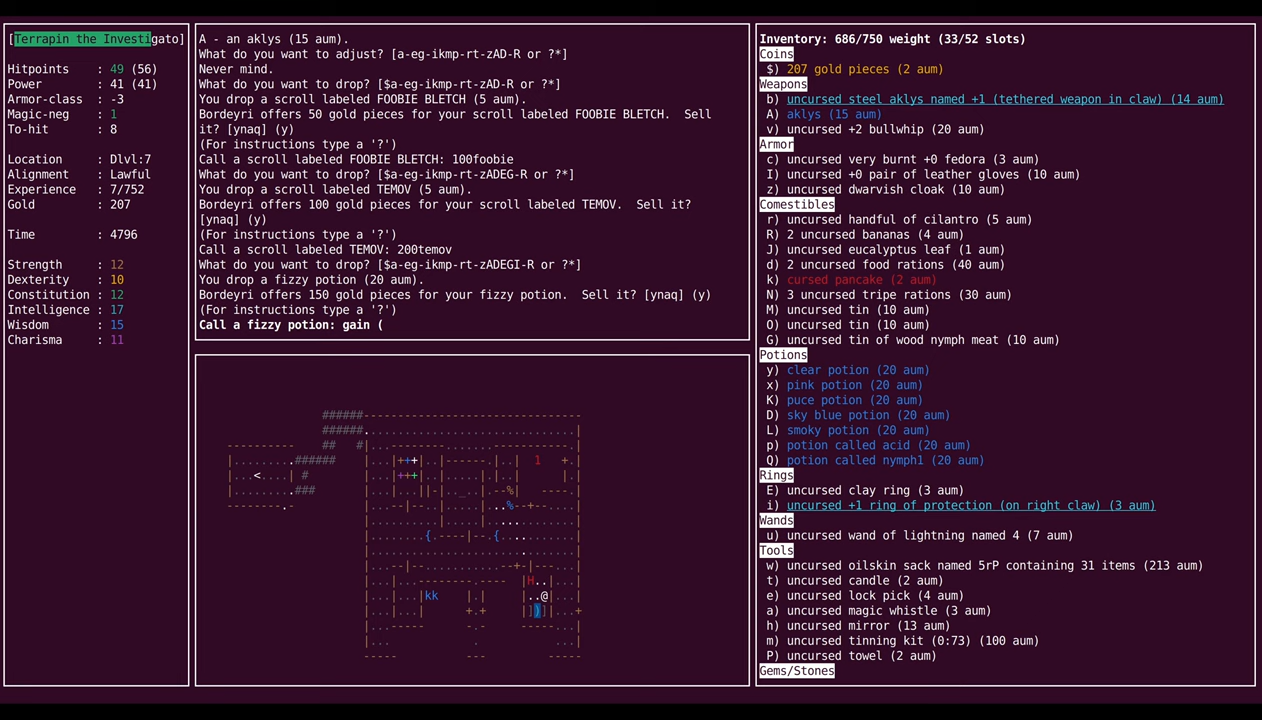 [Terrapin the Investigato]
Hitpoints : 49 (56)
Power : 41 (41)
Armor-class : -3
Magic-neg : 1
To-hit : 8
Location : Dlvl:7
Alignment : Lawful
Experience : 7/752
Gold : 207
Time : 4796
Strength : 12
Dexterity : 10
Constitution : 12
Intelligence : 17
Wisdom : 15
Charisma : 11
A - an aklys (15 aum).
What do you want to adjust? [a-eg-ikmp-rt-zAD-R or ?*]
Never mind.
What do you want to drop? [$a-eg-ikmp-rt-zAD-R or ?*]
You drop a scroll labeled FOOBIE BLETCH (5 aum).
Bordeyri offers 50 gold pieces for your scroll labeled FOOBIE BLETCH.  Sell
it? [ynaq] (y)
(For instructions type a '?')
Call a scroll labeled FOOBIE BLETCH: 100foobie
What do you want to drop? [$a-eg-ikmp-rt-zADEG-R or ?*]
You drop a scroll labeled TEMOV (5 aum).
Bordeyri offers 100 gold pieces for your scroll labeled TEMOV.  Sell it?
[ynaq] (y)
(For instructions type a '?')
Call a scroll labeled TEMOV: 200temov
What do you want to drop? [$a-eg-ikmp-rt-zADEGI-R or ?*]
You drop a fizzy potion (20 aum).
Bordeyri offers 150 gold pieces for your fizzy potion.  Sell it? [ynaq] (y)
(For instructions type a '?')
Call a fizzy potion: gain (
Inventory: 686/750 weight (33/52 slots)
Coins
$) 207 gold pieces (2 aum)
Weapons
b) uncursed steel aklys named +1 (tethered weapon in claw) (14 aum)
A) aklys (15 aum)
v) uncursed +2 bullwhip (20 aum)
Armor
c) uncursed very burnt +0 fedora (3 aum)
I) uncursed +0 pair of leather gloves (10 aum)
z) uncursed dwarvish cloak (10 aum)
Comestibles
r) uncursed handful of cilantro (5 aum)
R) 2 uncursed bananas (4 aum)
J) uncursed eucalyptus leaf (1 aum)
d) 2 uncursed food rations (40 aum)
k) cursed pancake (2 aum)
N) 3 uncursed tripe rations (30 aum)
M) uncursed tin (10 aum)
O) uncursed tin (10 aum)
G) uncursed tin of wood nymph meat (10 aum)
Potions
y) clear potion (20 aum)
x) pink potion (20 aum)
K) puce potion (20 aum)
D) sky blue potion (20 aum)
L) smoky potion (20 aum)
p) potion called acid (20 aum)
Q) potion called nymph1 (20 aum)
Rings
E) uncursed clay ring (3 aum)
i) uncursed +1 ring of protection (on right claw) (3 aum)
Wands
u) uncursed wand of lightning named 4 (7 aum)
Tools
w) uncursed oilskin sack named 5rP containing 31 items (213 aum)
t) uncursed candle (2 aum)
e) uncursed lock pick (4 aum)
a) uncursed magic whistle (3 aum)
h) uncursed mirror (13 aum)
m) uncursed tinning kit (0:73) (100 aum)
P) uncursed towel (2 aum)
Gems/Stones